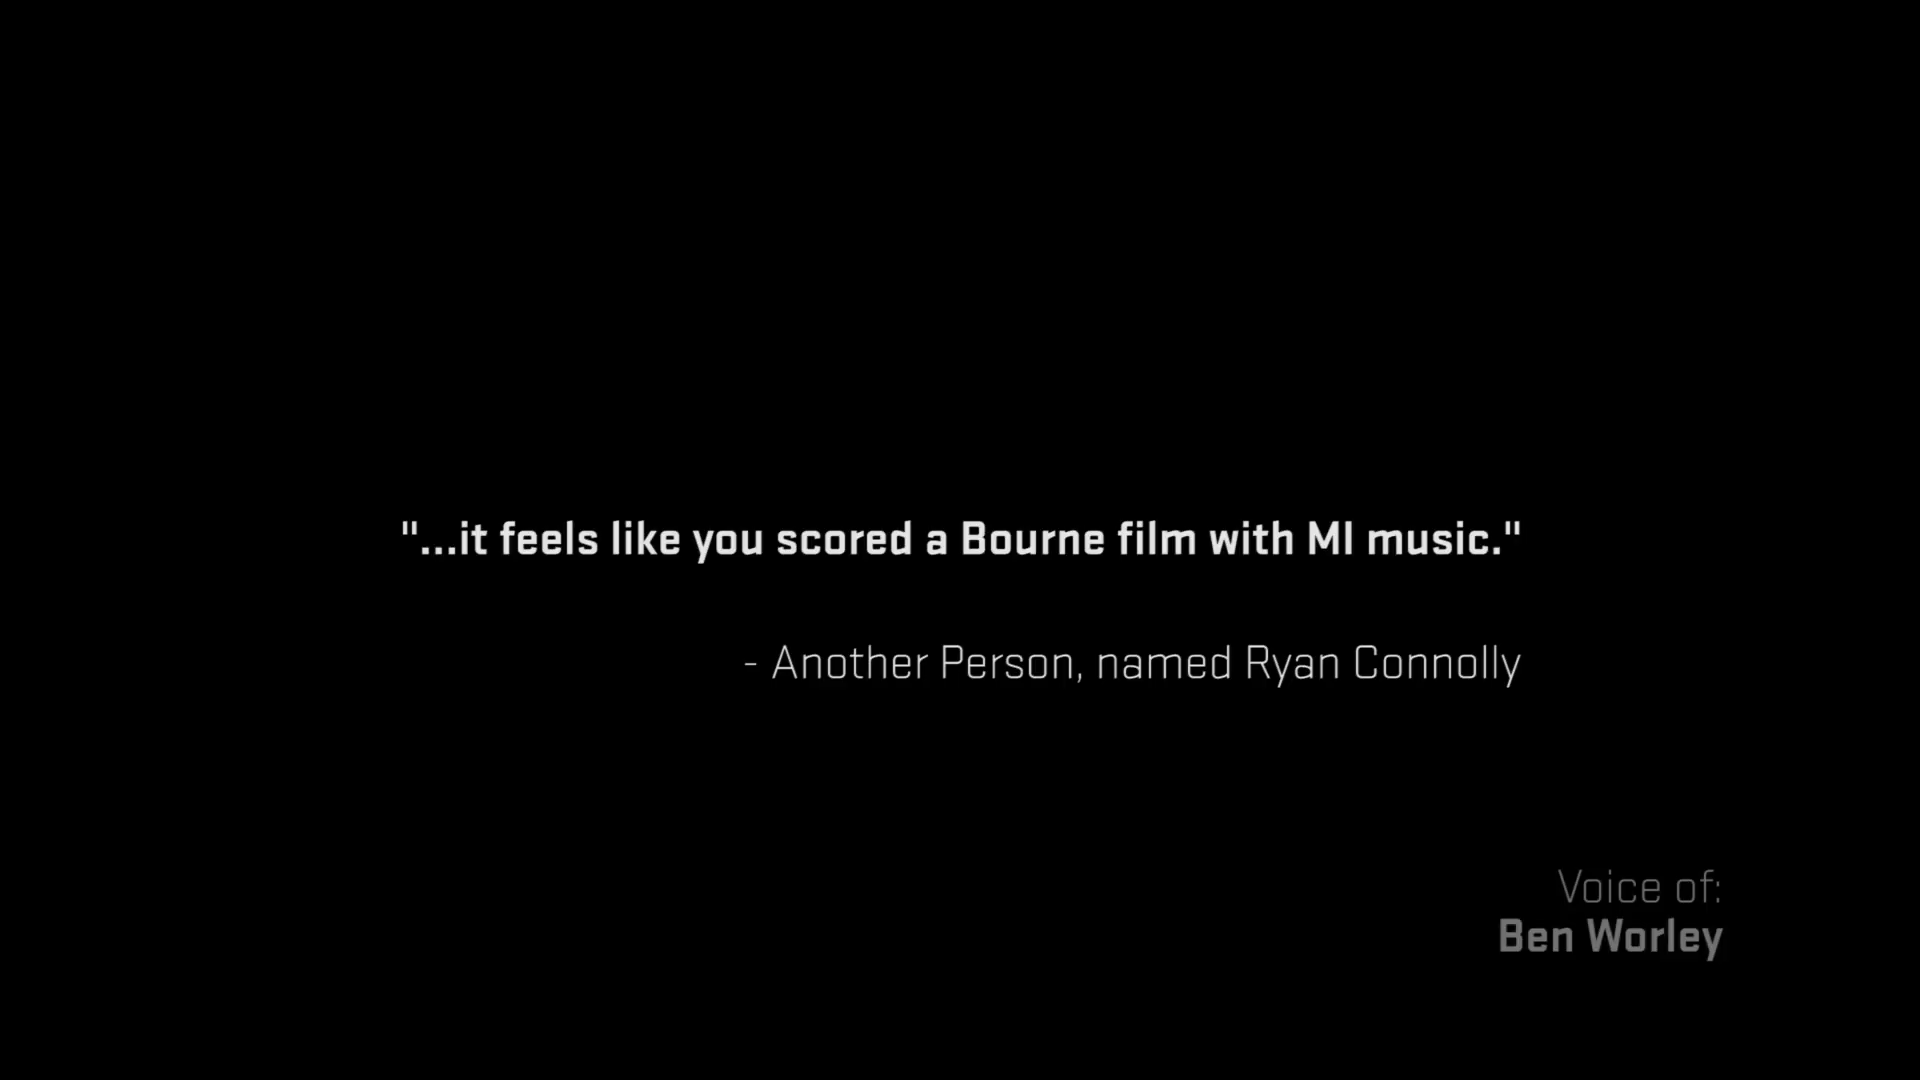 "...it feels like you scored a Bourne film with MI music."
- Another Person, named Ryan Connolly
Voice of:
Ben Worley